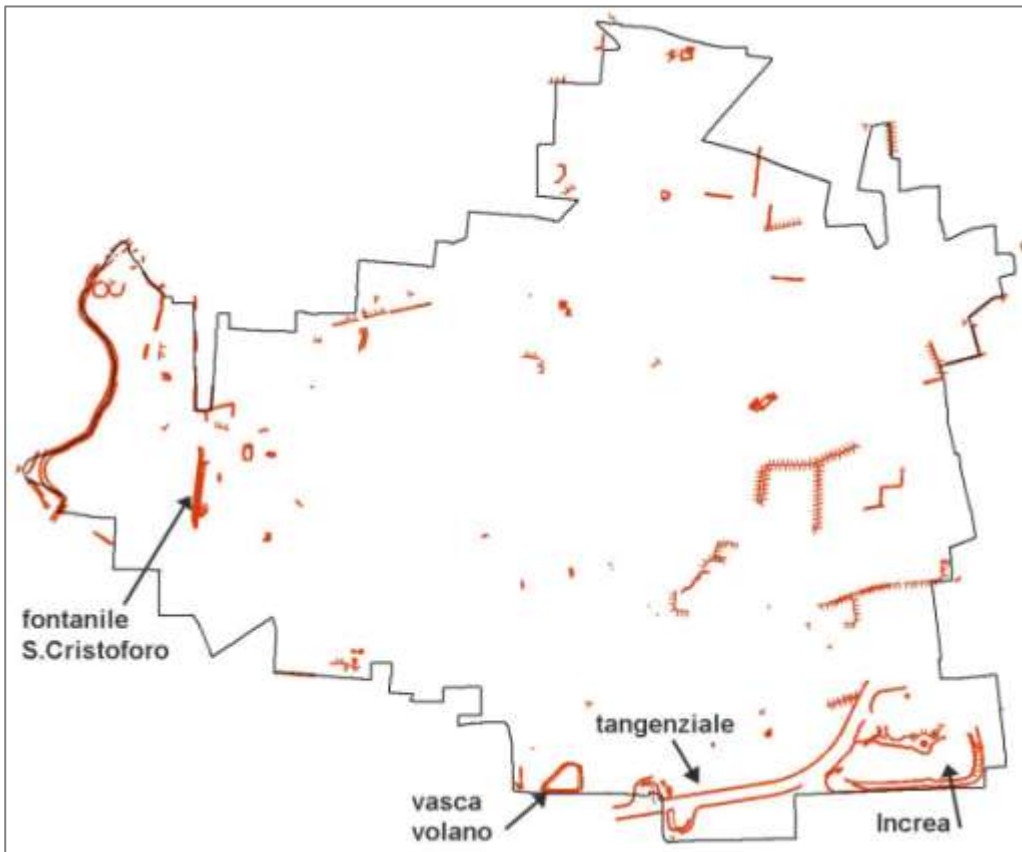 fontanile
S.Cristoforo
tangenziale
vasca
volano
Increa